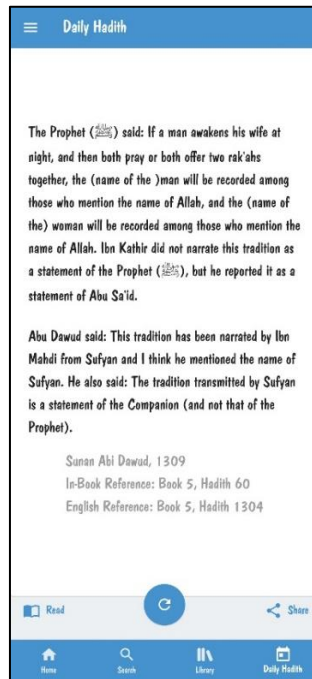 Daily Hadith
The Prophet (ﷺ) said: If a man awakens his wife at
night, and then both pray or both offer two rak'ahs
together, the (name of the )man will be recorded among
those who mention the name of Allah, and the (name of
the) woman will be recorded among those who mention the
name of Allah. Ibn Kathir did not narrate this tradition as
a statement of the Prophet (ﷺ), but he reported it as a
statement of Abu Sa'id.
Abu Dawud said: This tradition has been narrated by Ibn
Mahdi from Sufyan and I think he mentioned the name of
Sufyan. He also said: The tradition transmitted by Sufyan
is a statement of the Companion (and not that of the
Prophet).
Sunan Abi Dawud, 1309
In-Book Reference: Book 5, Hadith 60
English Reference: Book 5, Hadith 1304
Read
Share
Home
Search
Library
Daily Hadith